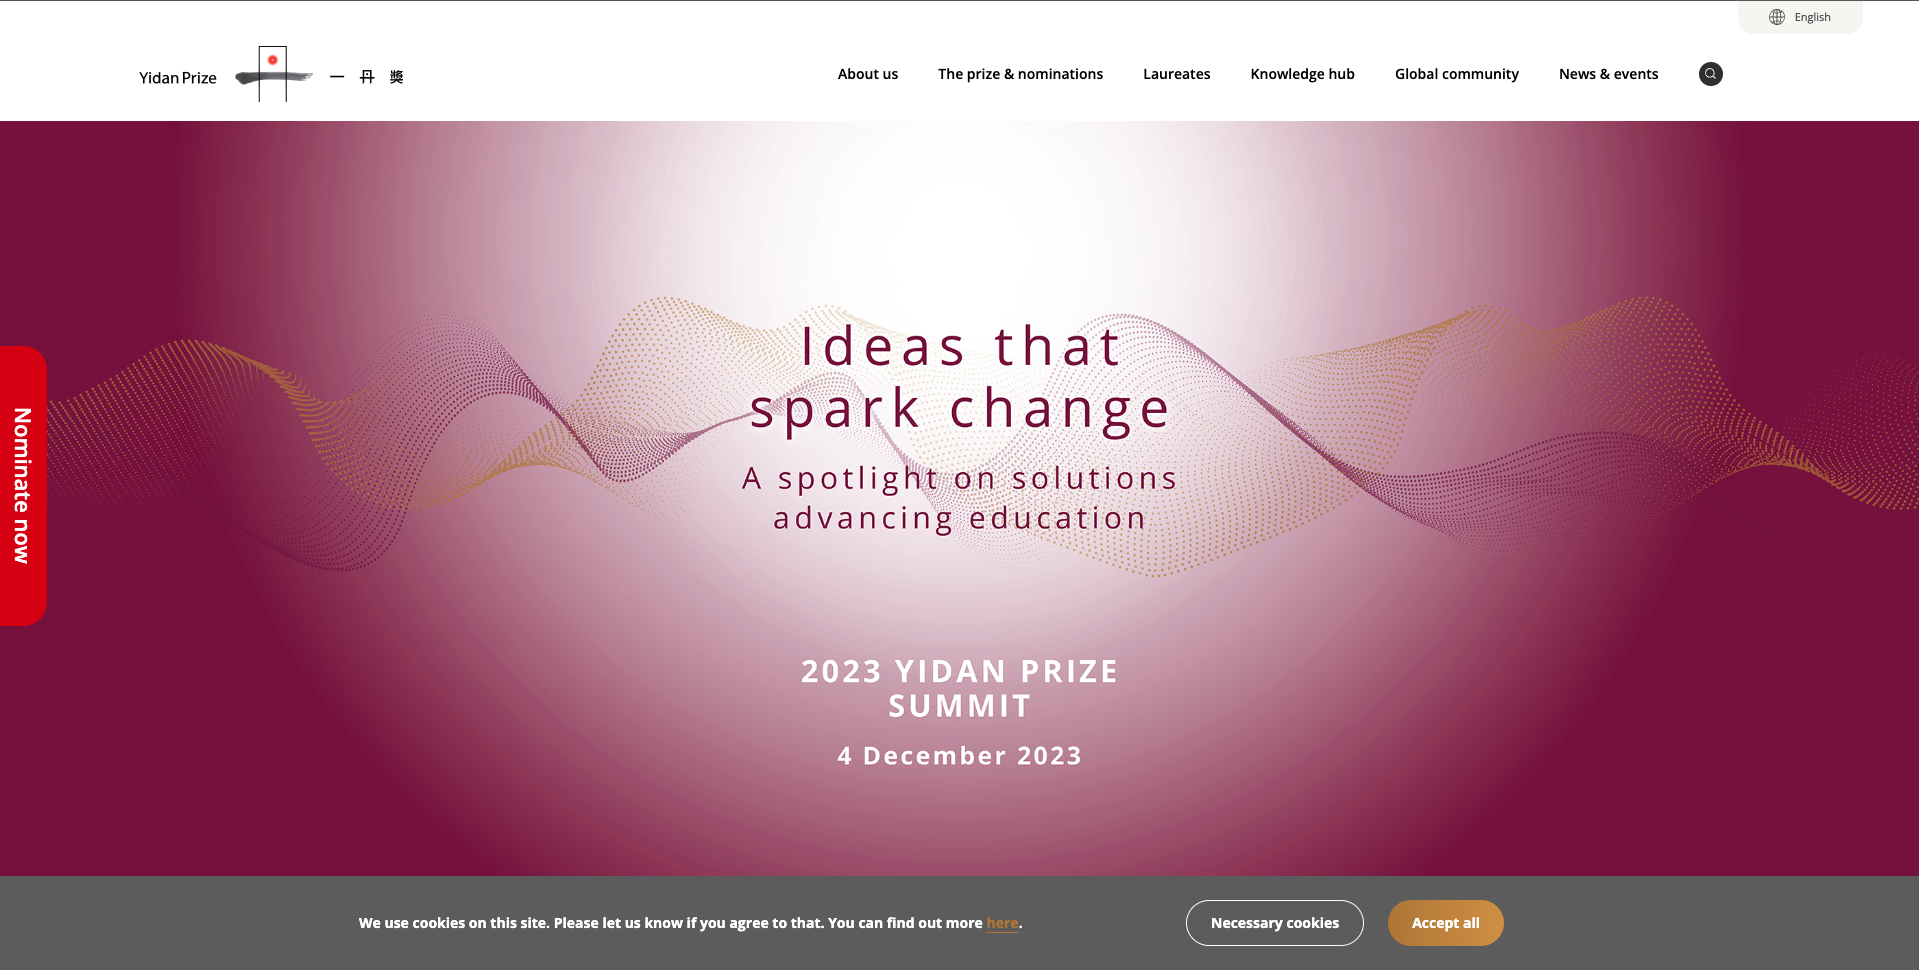 English
Yidan Prize 一丹獎
About us
The prize & nominations
Laureates
Knowledge hub
Global community
News & events
Nominate now
Ideas that
spark change
A spotlight on solutions
advancing education
2023 YIDAN PRIZE
SUMMIT
4 December 2023
We use cookies on this site. Please let us know if you agree to that. You can find out more here.
Necessary cookies
Accept all